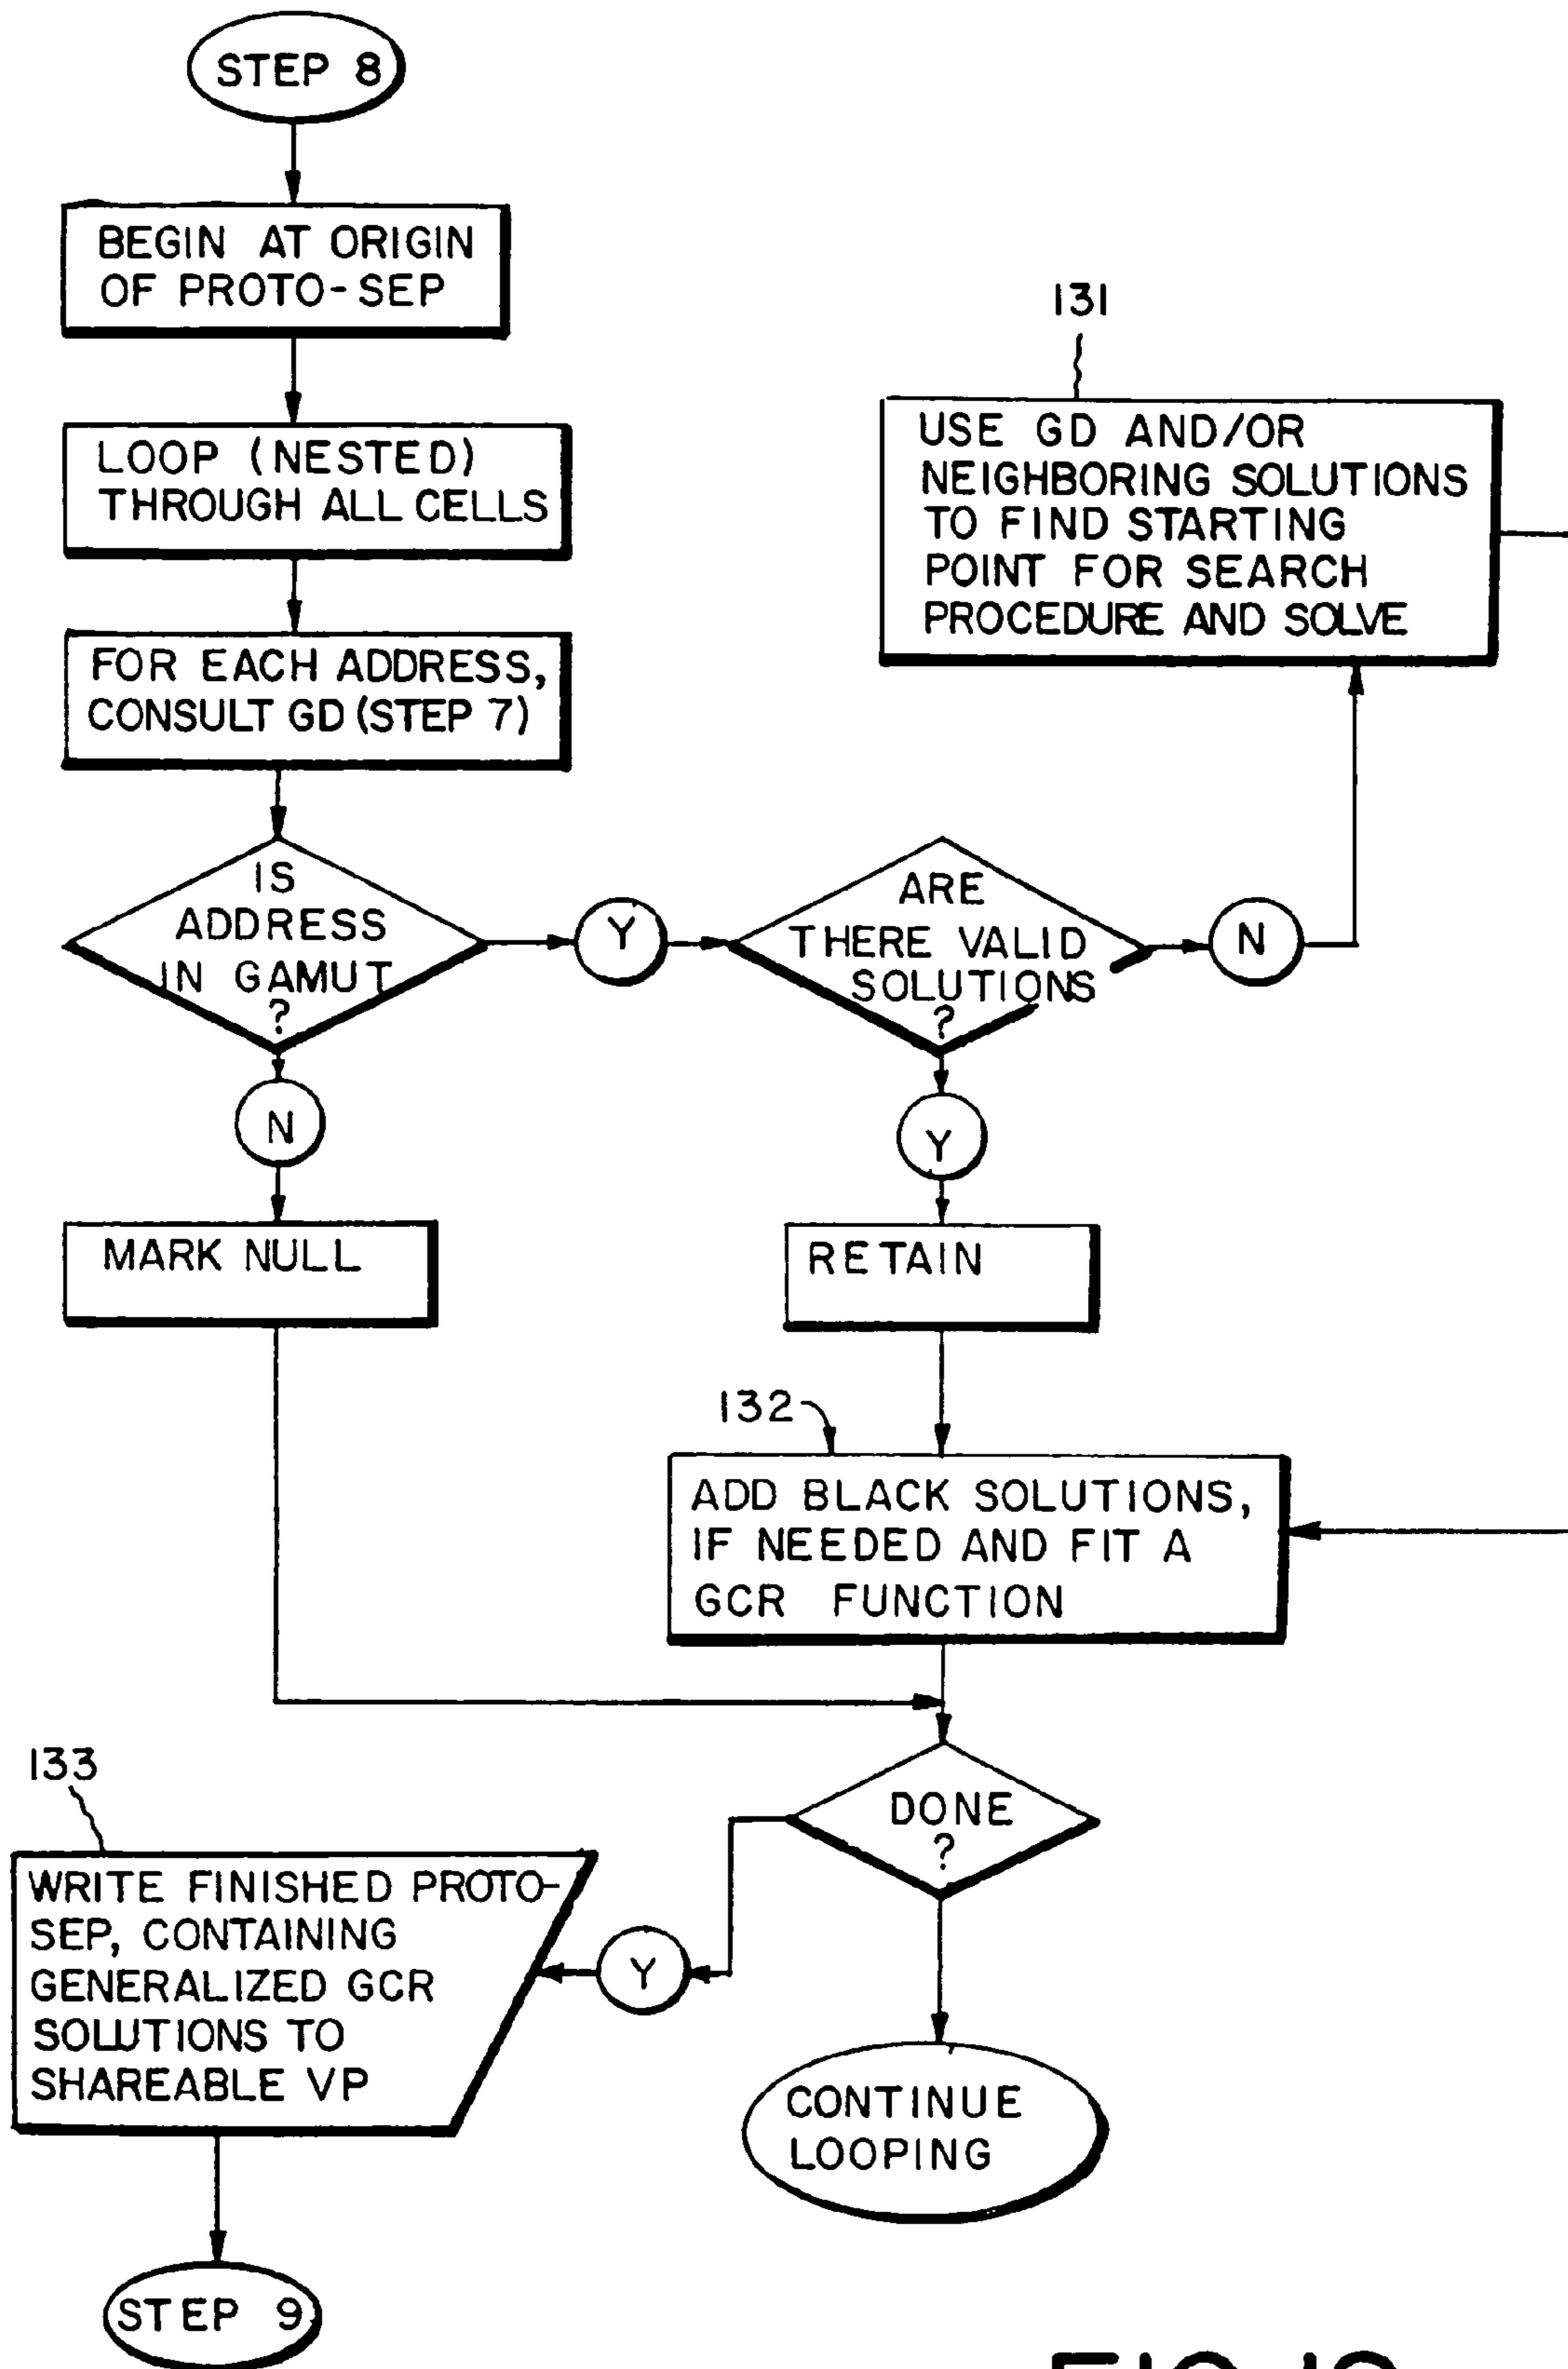 STEP 8
BEGIN AT ORIGIN
OF PROTO-SEP
LOOP (NESTED)
THROUGH ALL CELLS
FOR EACH ADDRESS,
CONSULT GD (STEP 7)
IS
ADDRESS
IN GAMUT
?
Y
ARE
THERE VALID
SOLUTIONS
?
N
131
USE GD AND/OR
NEIGHBORING SOLUTIONS
TO FIND STARTING
POINT FOR SEARCH
PROCEDURE AND SOLVE
N
MARK NULL
Y
RETAIN
132
ADD BLACK SOLUTIONS,
IF NEEDED AND FIT A
GCR FUNCTION
DONE
?
Y
133
WRITE FINISHED PROTO-
SEP, CONTAINING
GENERALIZED GCR
SOLUTIONS TO
SHAREABLE VP
CONTINUE
LOOPING
STEP 9